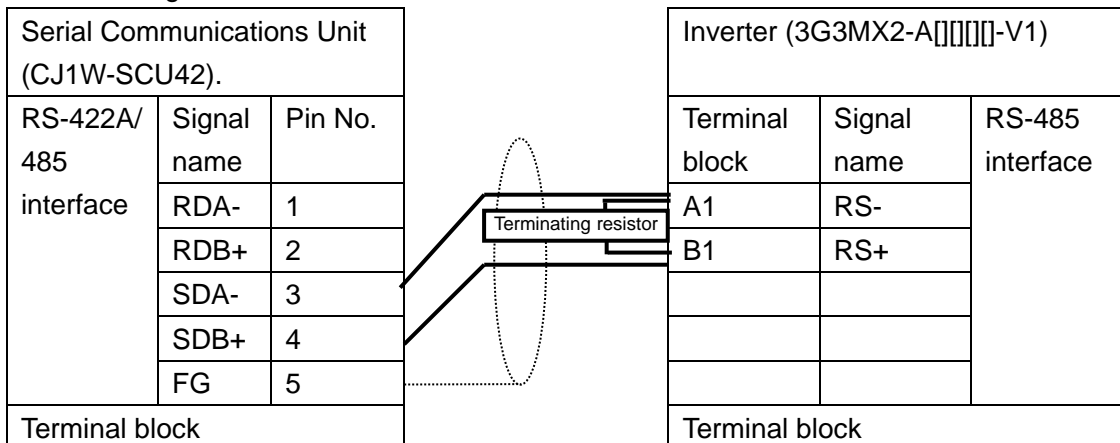 Serial Communications Unit
(CJ1W-SCU42).
RS-422A/
485
interface
Signal
name
Pin No.
RDA- 1
RDB+ 2
SDA- 3
SDB+ 4
FG 5
Terminal block
Terminating resistor
Inverter (3G3MX2-A[][][][]-V1)
Terminal
block
Signal
name
RS-485
interface
A1 RS-
B1 RS+
Terminal block